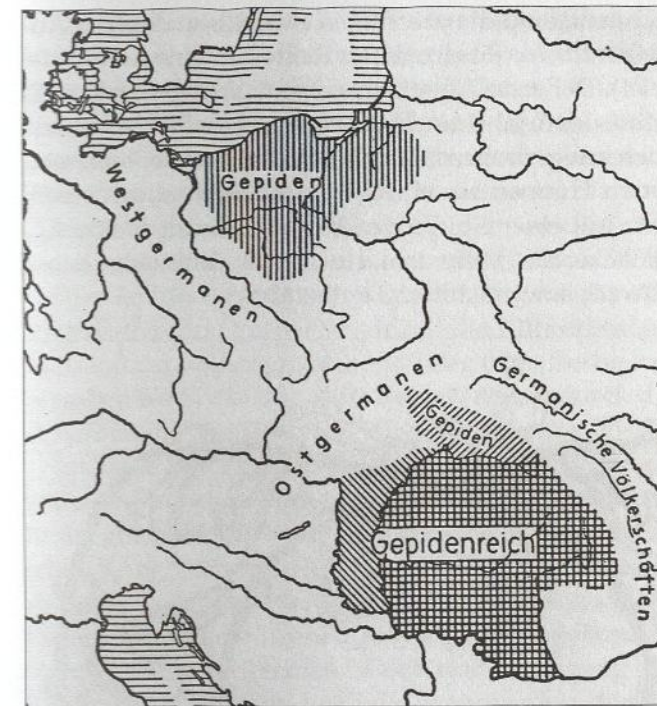 Gepiden
Westgermanen
Ostgermanen
Gepiden
Germanische Völkerschaften
Gepidenreich